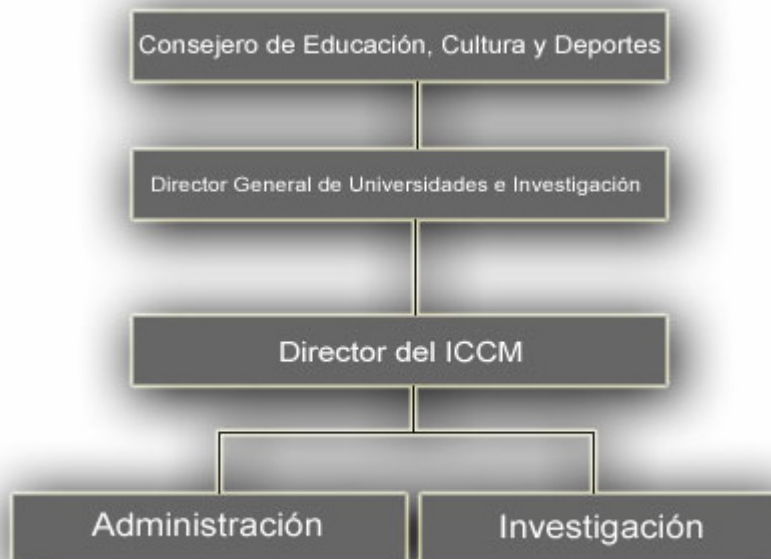 Consejero de Educación, Cultura y Deportes
Director General de Universidades e Investigación
Director del ICCM
Administración
Investigación